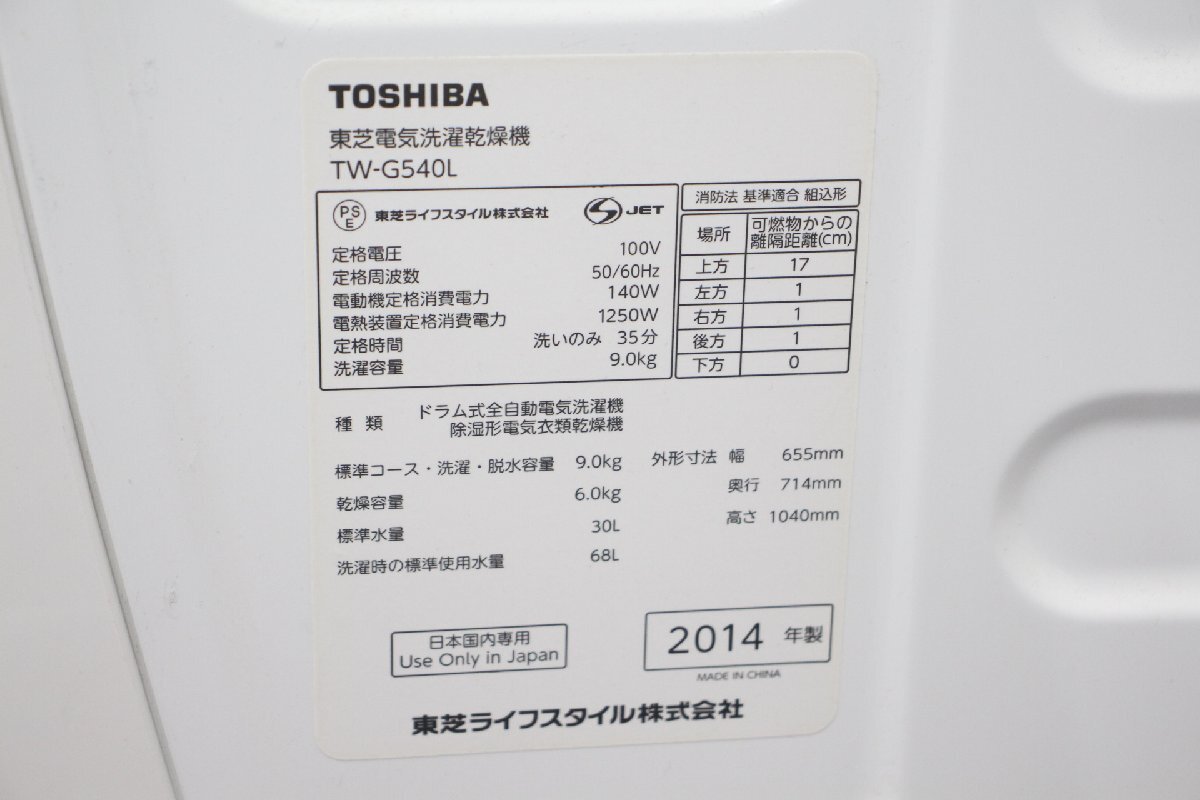 TOSHIBA
東芝電気洗濯乾燥機
TW-G540L
PS
E
東芝ライフスタイル株式会社
JET
定格電圧 100V
定格周波数 50/60Hz
電動機定格消費電力 140W
電熱装置定格消費電力 1250W
定格時間 洗いのみ 35分
洗濯容量 9.0kg
消防法 基準適合 組込形
場所 可燃物からの
離隔距離(cm)
上方 17
左方 1
右方 1
後方 1
下方 0
種 類 ドラム式全自動電気洗濯機
除湿形電気衣類乾燥機
標準コース・洗濯・脱水容量 9.0kg
乾燥容量 6.0kg
標準水量 30L
洗濯時の標準使用水量 68L
外形寸法 幅 655mm
奥行 714mm
高さ 1040mm
日本国内専用
Use Only in Japan
2014 年製
MADE IN CHINA
東芝ライフスタイル株式会社